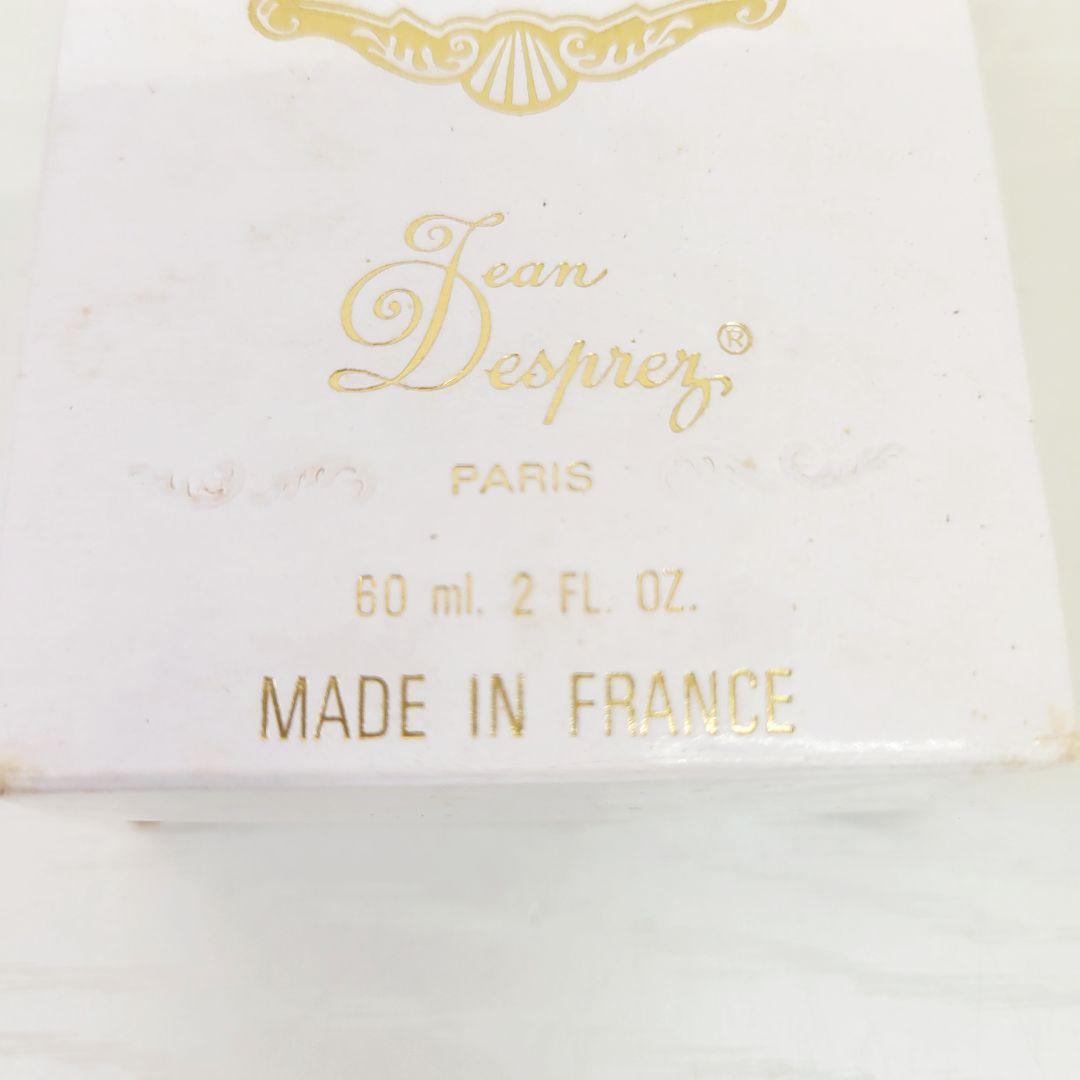 Jean
Desprez®
PARIS
60 ml. 2 FL. OZ.
MADE IN FRANCE